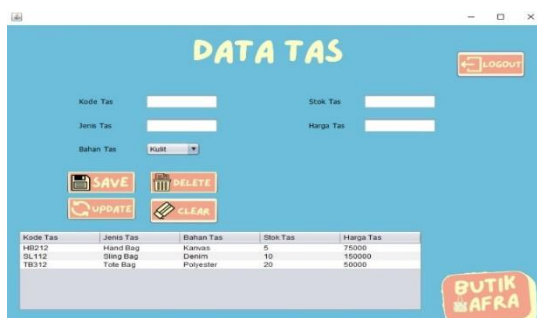 DATA TAS
LOGOUT
Kode Tas
Stok Tas
Jenis Tas
Harga Tas
Bahan Tas
Kulit
SAVE
DELETE
UPDATE
CLEAR
Kode Tas Jenis Tas Bahan Tas Stok Tas Harga Tas
HB212 Hand Bag Kanvas 5 75000
SL112 Sling Bag Denim 10 150000
TB312 Tote Bag Polyester 20 50000
BUTIK
AFRA